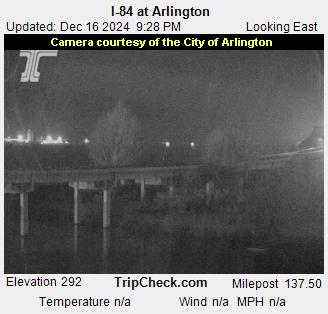 I-84 at Arlington
Updated: Dec 16 2024 9:28 PM Looking East
Camera courtesy of the City of Arlington
Elevation 292 TripCheck.com Milepost 137.50
Temperature n/a Wind n/a MPH n/a